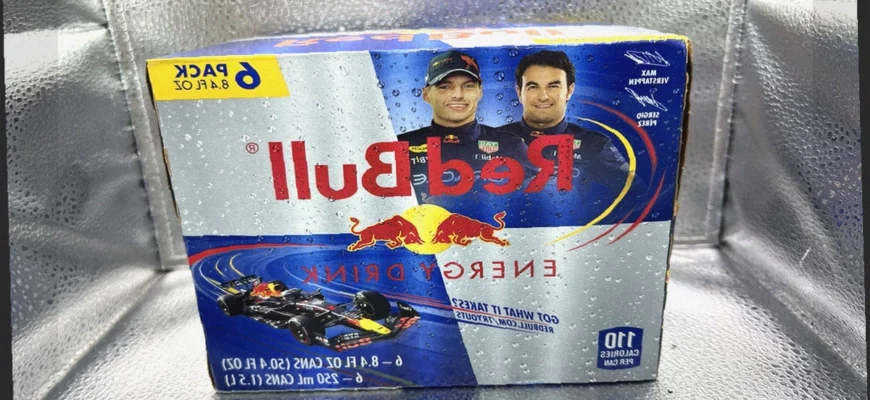 6 PACK
8.4 FL OZ
MAX
VERSTAPPEN
SERGIO
PÉREZ
Red Bull®
ENERGY DRINK
GOT WHAT IT TAKES?
REDBULL.COM/TRYOUTS
110
CALORIES
PER CAN
6 – 8.4 FL OZ CANS (50.4 FL OZ)
6 – 250 mL CANS (1.5 L)